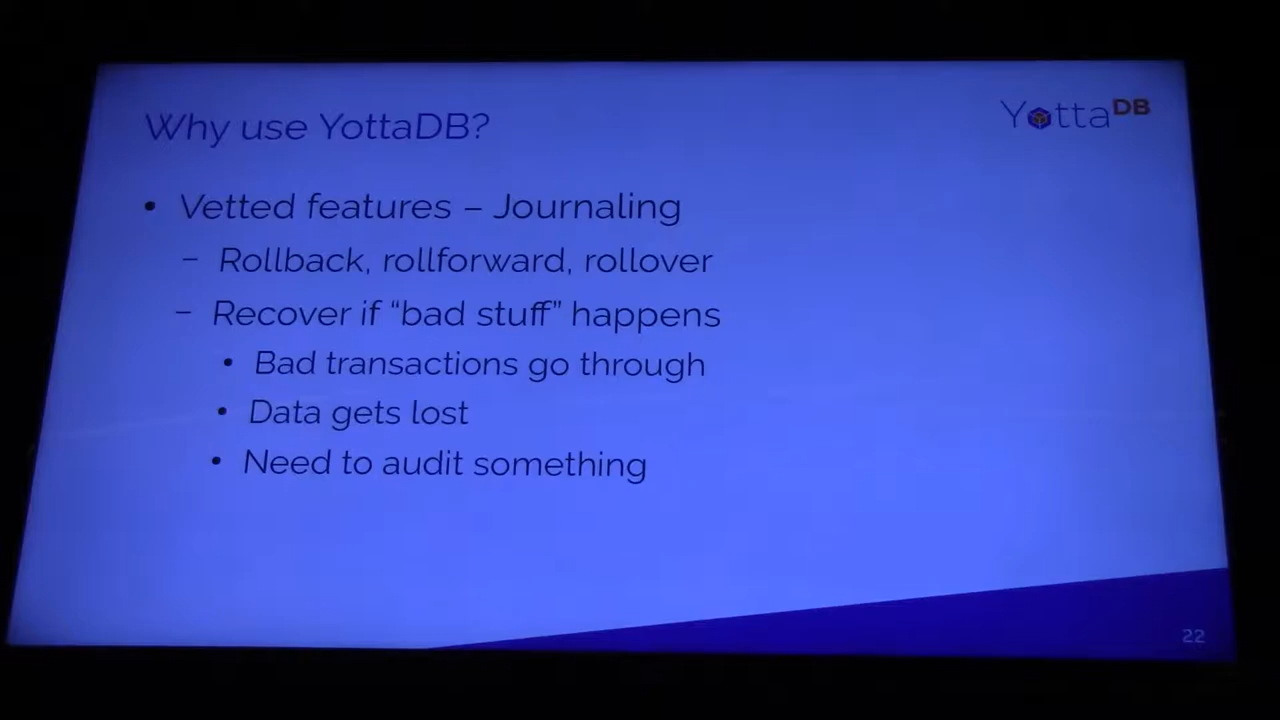 Why use YottaDB?
YottaDB
• Vetted features – Journaling
– Rollback, rollforward, rollover
– Recover if “bad stuff” happens
• Bad transactions go through
• Data gets lost
• Need to audit something
22